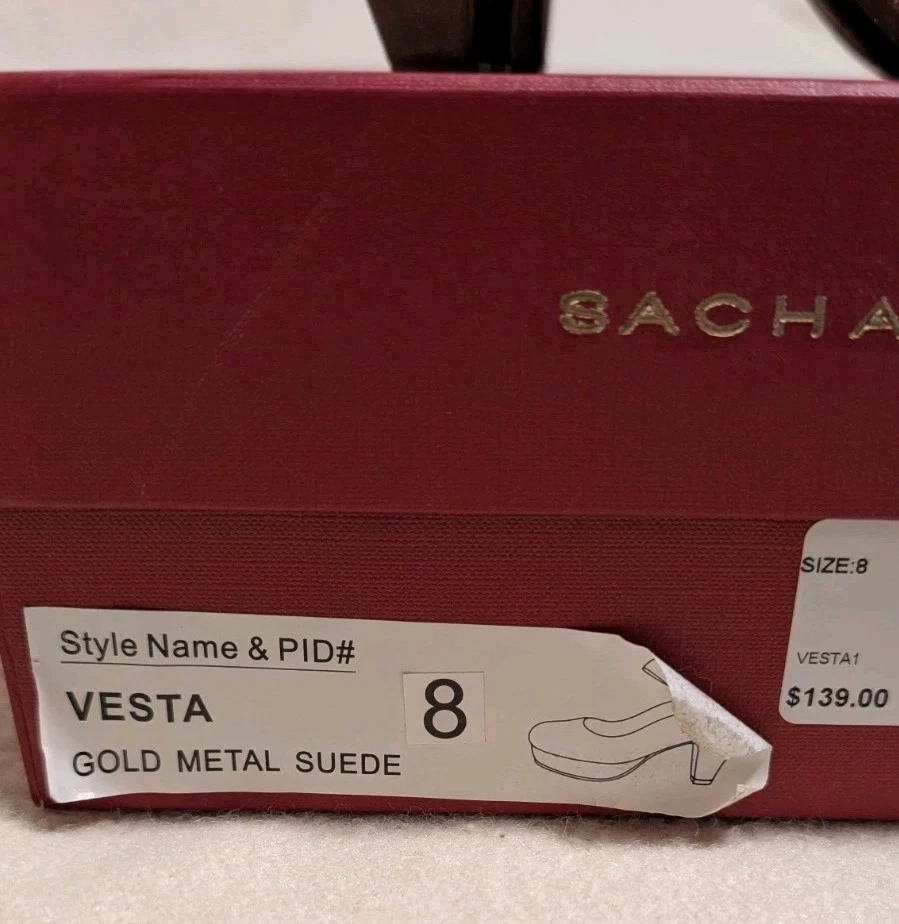 SACHA
SIZE:8
VESTA1
$139.00
Style Name & PID#
VESTA
8
GOLD METAL SUEDE